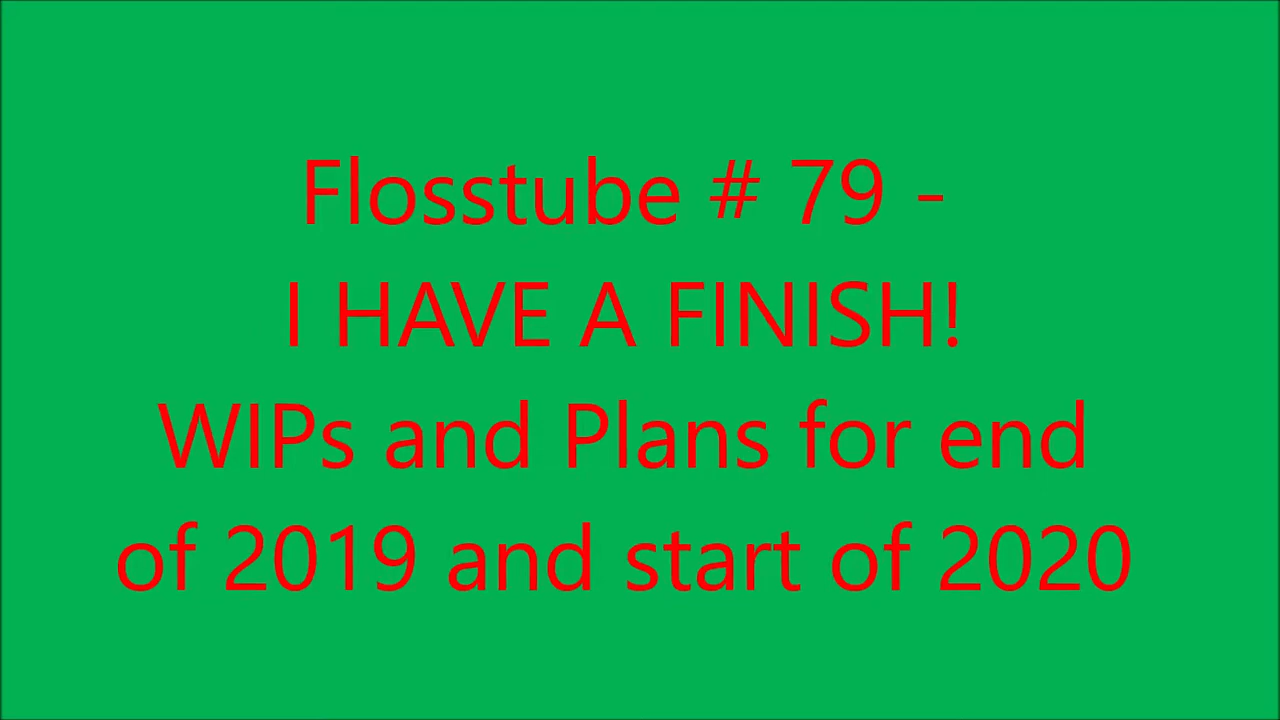 Flosstube # 79 -
I HAVE A FINISH!
WIPs and Plans for end
of 2019 and start of 2020